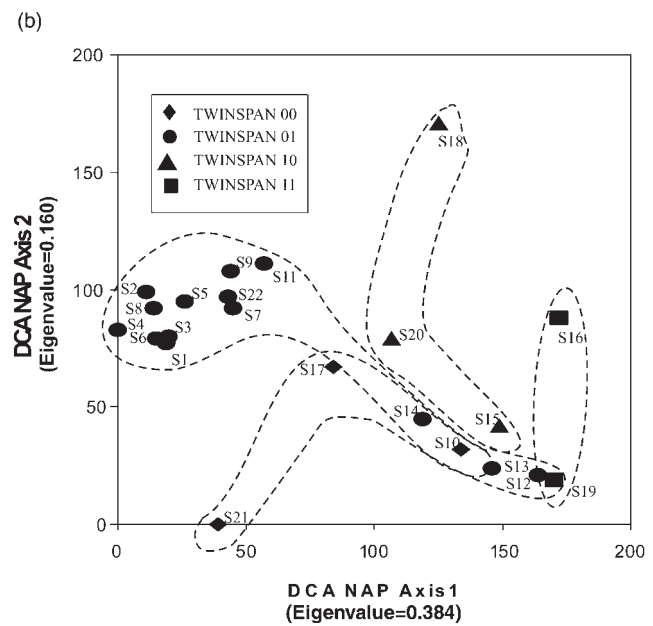 (b)
200
TWINSPAN 00
TWINSPAN 01
TWINSPAN 10
TWINSPAN 11
S18
150
DCA NAP Axis 2
(Eigenvalue=0.160)
S9
S11
100
S2
S5
S22
S8
S7
S4
S3
S6
S1
S20
S16
S17
50
S14
S15
S10
S13
S12
S19
S21
0
0
50
100
150
200
DCA NAP Axis1
(Eigenvalue=0.384)